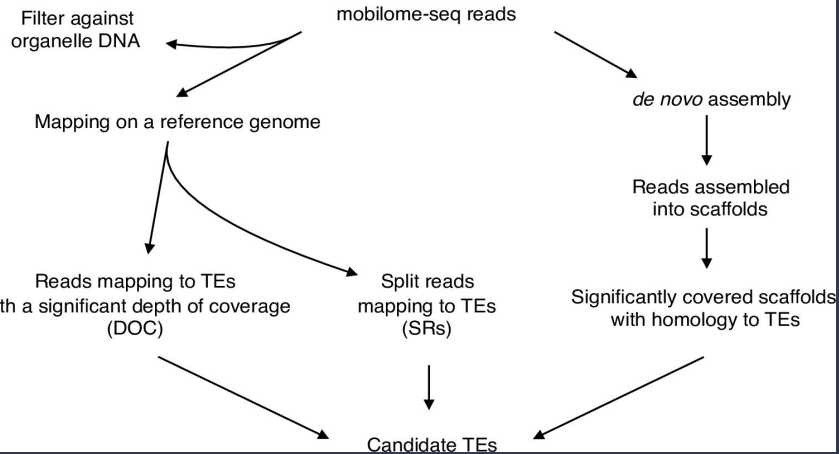 Filter against
organelle DNA
mobilome-seq reads
Mapping on a reference genome
de novo assembly
Reads assembled
into scaffolds
Reads mapping to TEs
th a significant depth of coverage
(DOC)
Split reads
mapping to TEs
(SRs)
Significantly covered scaffolds
with homology to TEs
Candidate TEs